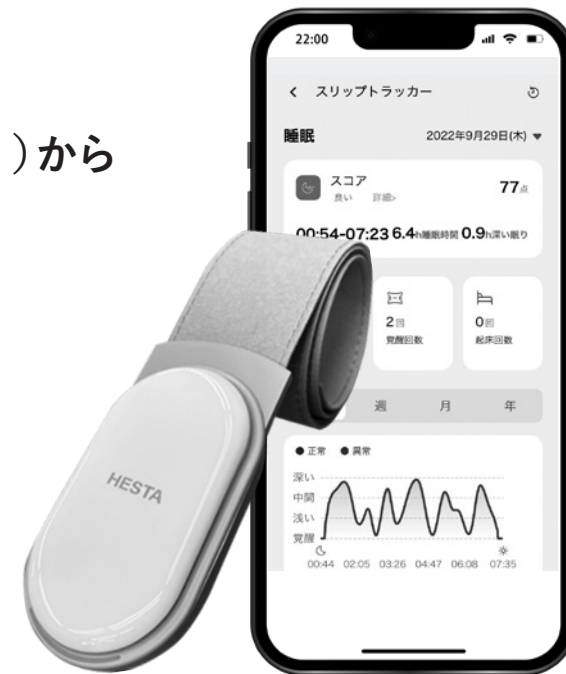 ）から
22:00
< スリップトラッカー
睡眠
2022年9月29日(木) ▼
スコア
良い 詳細>
77点
00:54-07:23 6.4h睡眠時間 0.9h深い眠り
2回
覚醒回数
0回
起床回数
週 月 年
● 正常 ● 異常
深い
中間
浅い
覚醒
00:44 02:05 03:26 04:47 06:08 07:35
HESTA